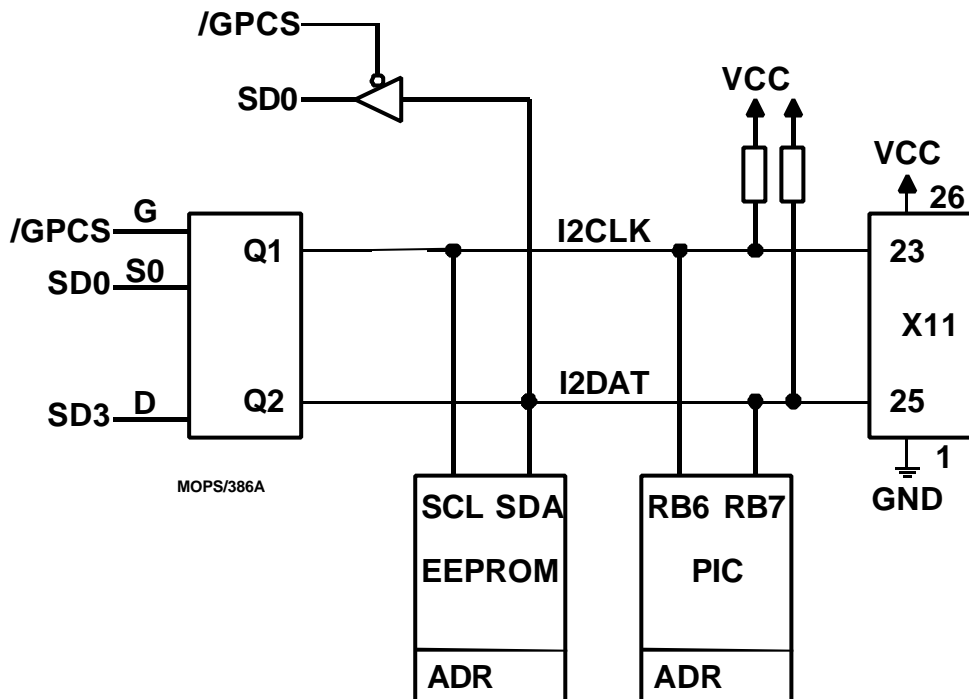 /GPCS
SD0
VCC
VCC
26
/GPCS
G
Q1
I2CLK
23
SD0
S0
X11
SD3
D
Q2
I2DAT
25
1
MOPS/386A
GND
SCL SDA
RB6 RB7
EEPROM
PIC
ADR
ADR